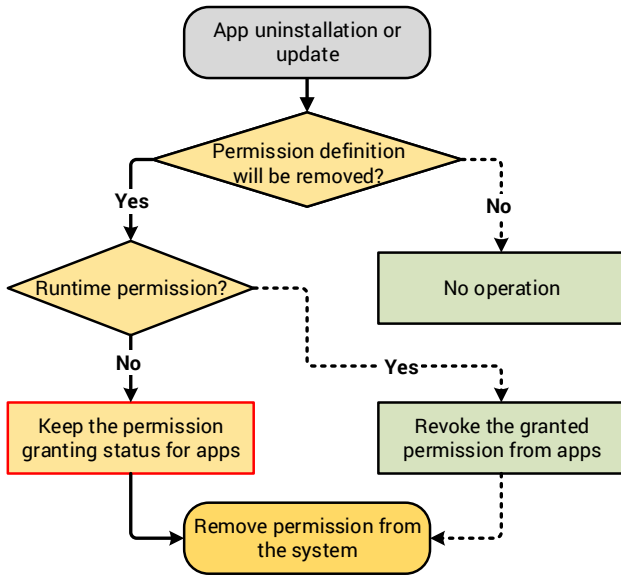 App uninstallation or
update
Permission definition
will be removed?
Yes
No
Runtime permission?
No operation
No
Yes
Keep the permission
granting status for apps
Revoke the granted
permission from apps
Remove permission from
the system